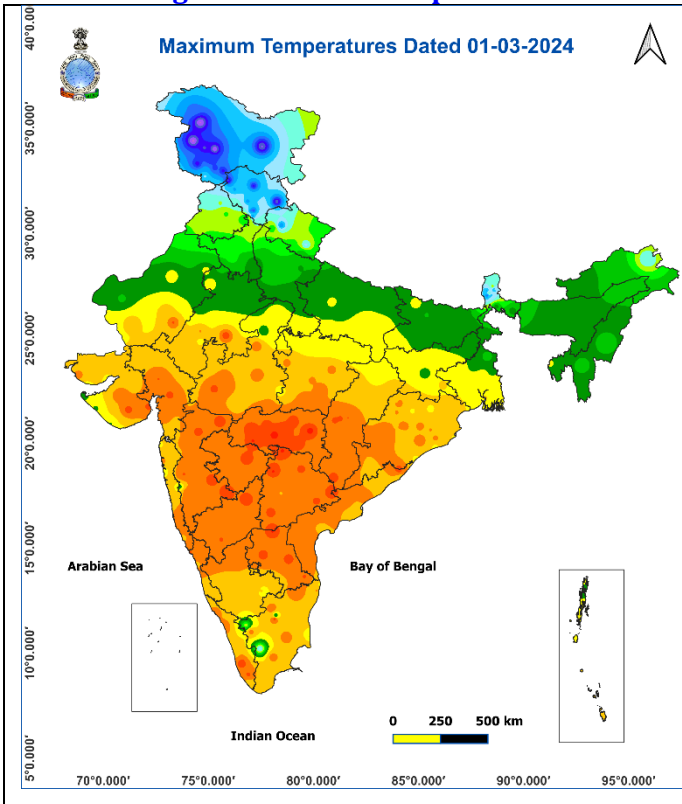 Maximum Temperatures Dated 01-03-2024
40°0.000'
35°0.000'
30°0.000'
25°0.000'
20°0.000'
15°0.000'
10°0.000'
5°0.000'
Arabian Sea
Bay of Bengal
Indian Ocean
0 250 500 km
70°0.000' 75°0.000' 80°0.000' 85°0.000' 90°0.000' 95°0.000'